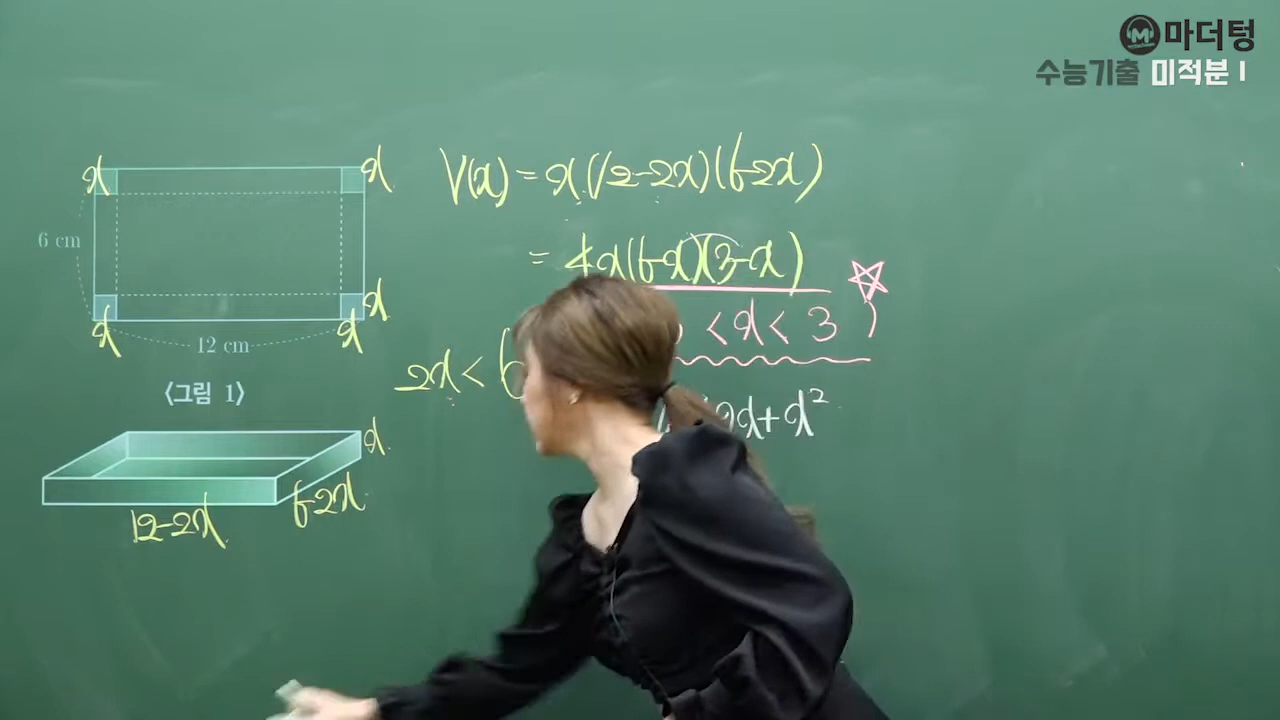 마더텅
수능기출 미적분 I
x
x
6 cm
x
x
x
12 cm
<그림 1>
x
6-2x
12-2x
V(x) = x(12-2x)(6-2x)
= 4x(6-x)(3-x)
< x < 3 )
2x < 6
9x + x²